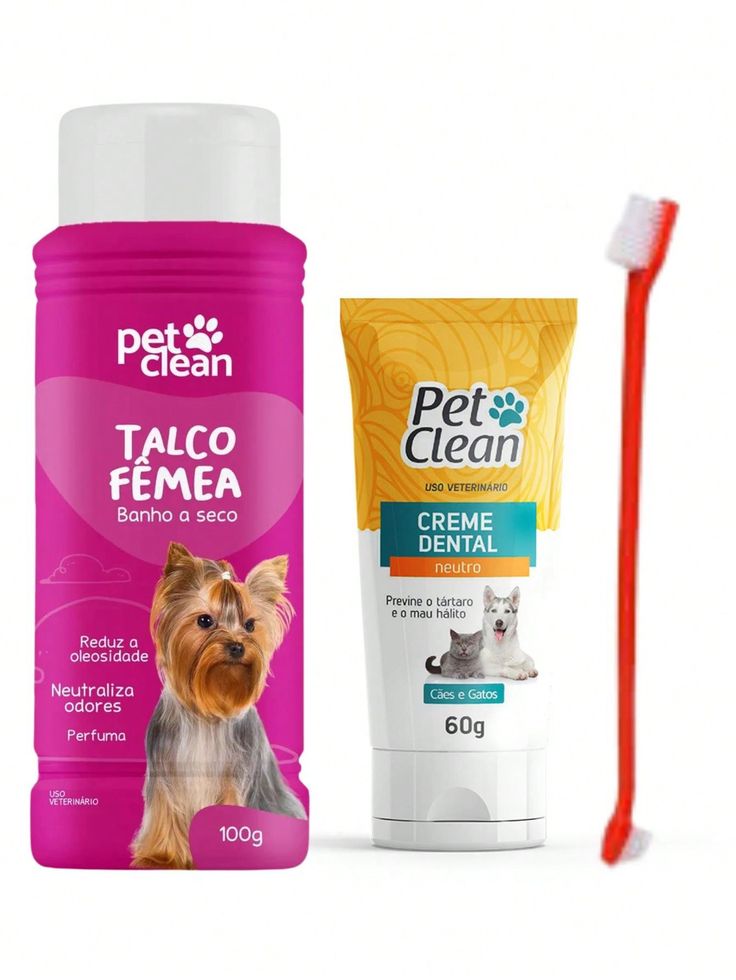 pet
clean
TALCO
FÊMEA
Banho a seco
Reduz a
oleosidade
Neutraliza
odores
Perfuma
USO
VETERINÁRIO
100g
Pet
Clean
USO VETERINÁRIO
CREME
DENTAL
neutro
Previne o tártaro
e o mau hálito
Cães e Gatos
60g